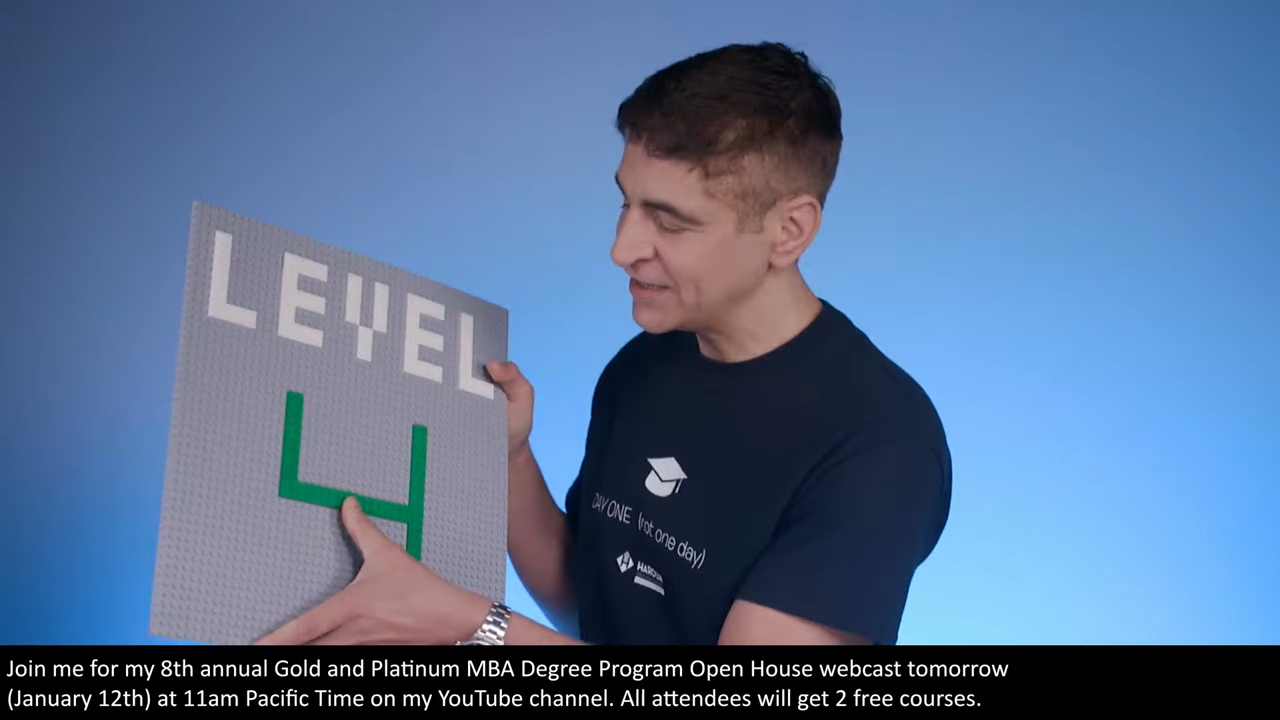 LEVEL
4
DAY ONE (not one day)
Join me for my 8th annual Gold and Platinum MBA Degree Program Open House webcast tomorrow
(January 12th) at 11am Pacific Time on my YouTube channel. All attendees will get 2 free courses.